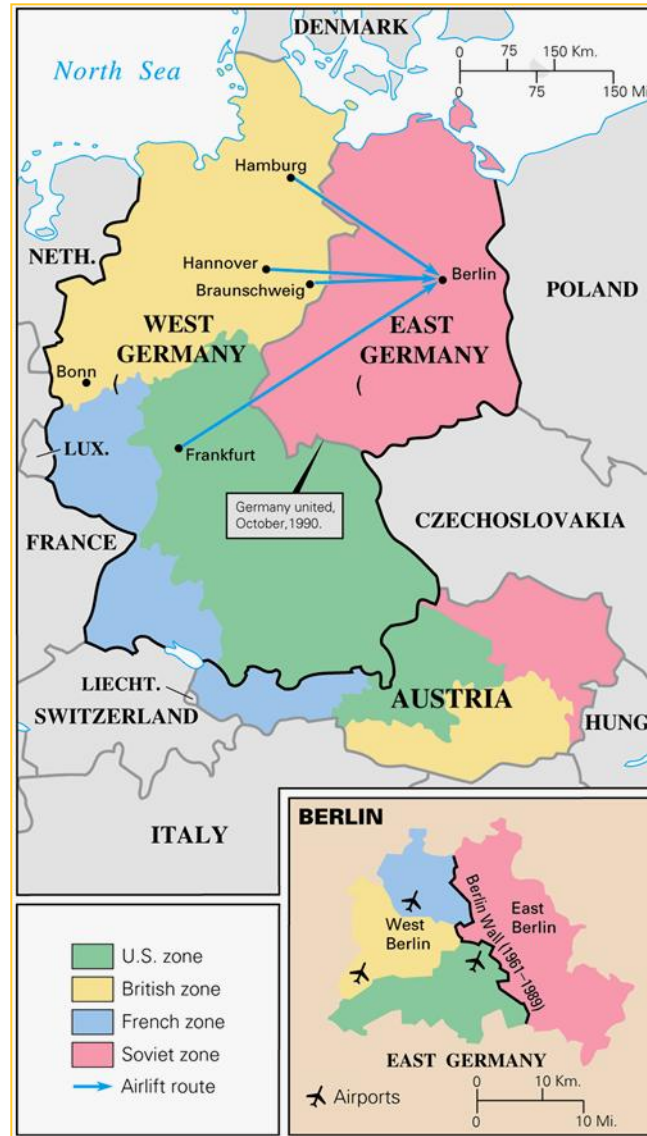 DENMARK
North Sea
0 75 150 Km.
0 75 150 Mi.
Hamburg
NETH.
Hannover
Berlin
Braunschweig
POLAND
WEST
GERMANY
EAST
GERMANY
Bonn
LUX.
Frankfurt
Germany united,
October, 1990.
CZECHOSLOVAKIA
FRANCE
LIECHT.
SWITZERLAND
AUSTRIA
HUNG
ITALY
BERLIN
Berlin Wall (1961–1989)
East
Berlin
West
Berlin
EAST GERMANY
Airports
0 10 Km.
0 10 Mi.
U.S. zone
British zone
French zone
Soviet zone
Airlift route